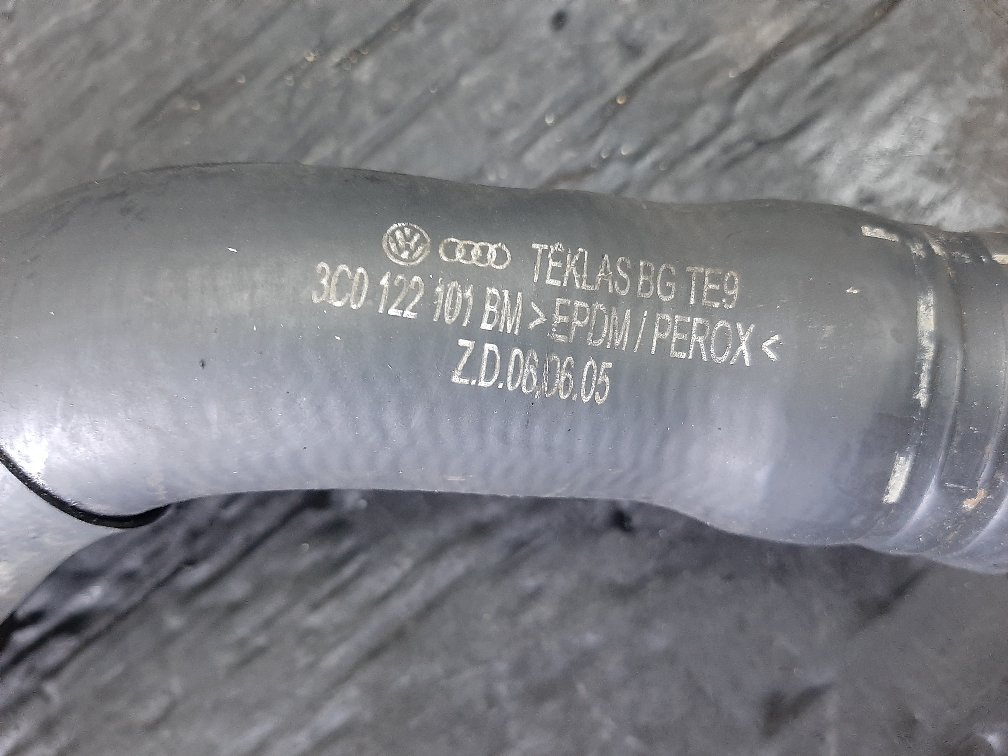 TEKLAS BG TE9
3C0 122 101 BM >EPDM / PEROX<
Z.D.06.06.05